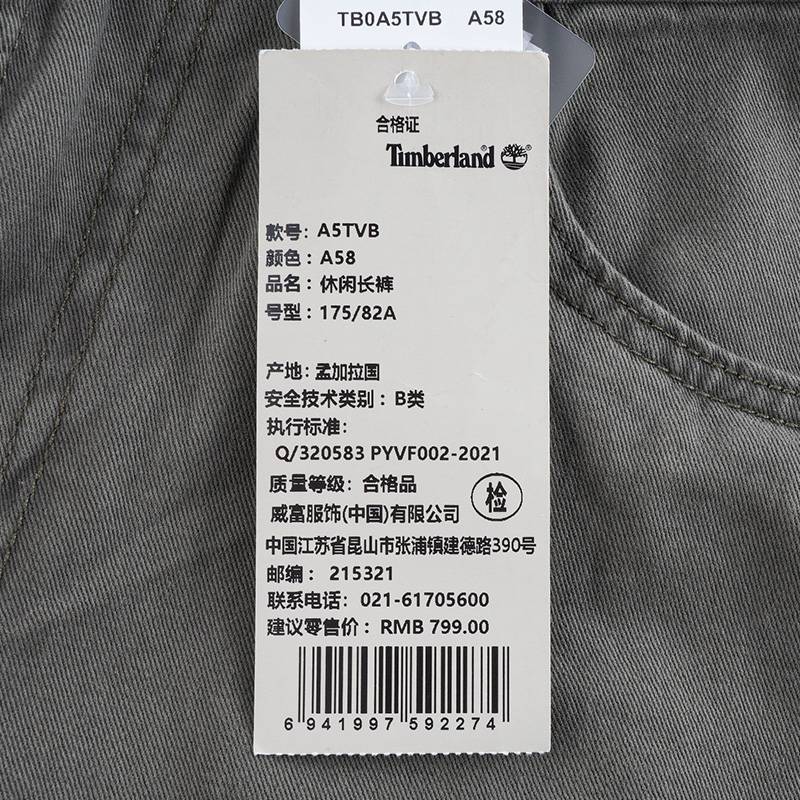 TB0A5TVB A58
合格证
Timberland®
款号: A5TVB
颜色: A58
品名: 休闲长裤
号型: 175/82A
产地: 孟加拉国
安全技术类别: B类
执行标准:
Q/320583 PYVF002-2021
质量等级: 合格品
检
威富服饰(中国)有限公司
中国江苏省昆山市张浦镇建德路390号
邮编: 215321
联系电话: 021-61705600
建议零售价: RMB 799.00
6 941997 592274